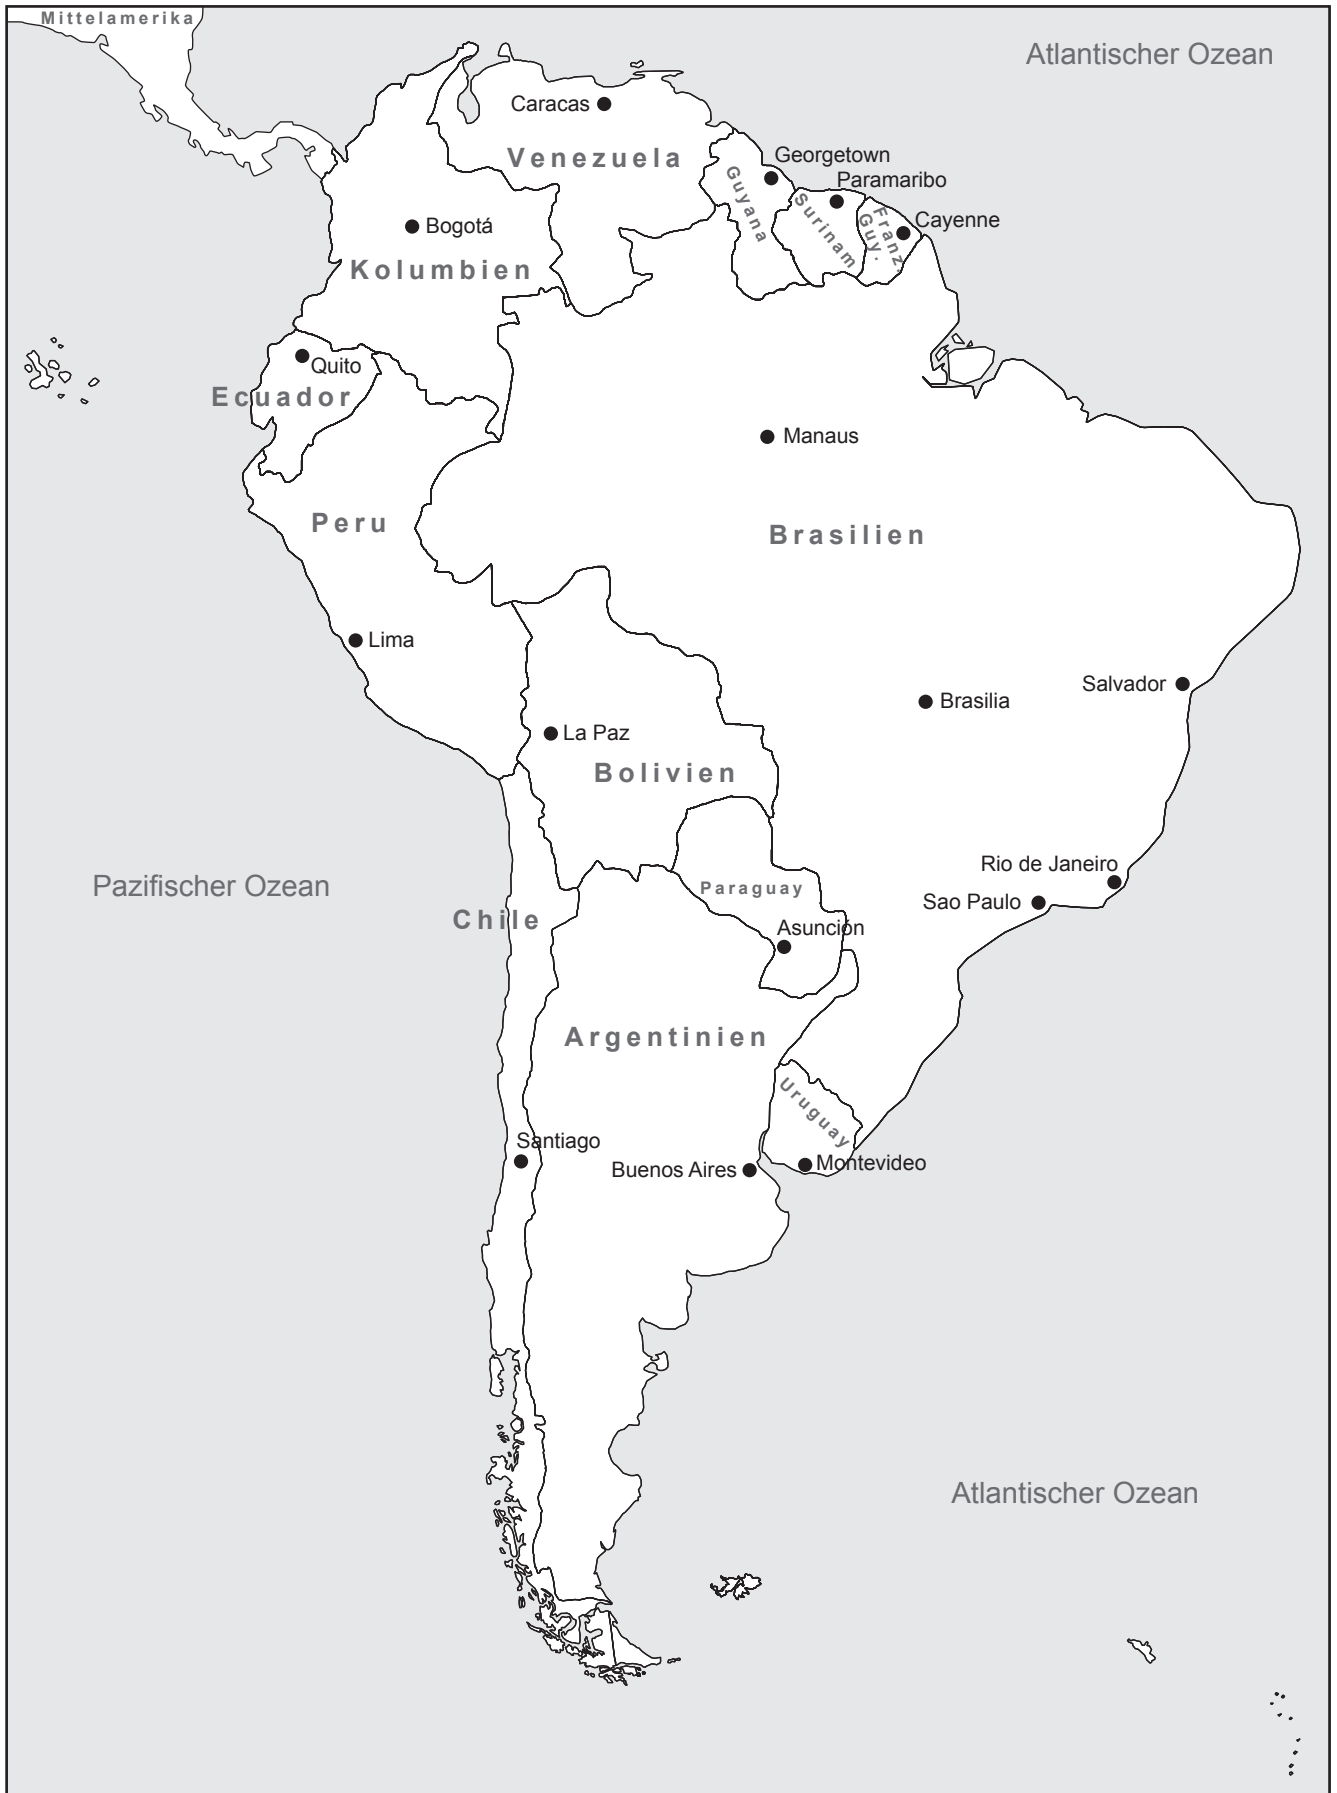 Mittelamerika
Atlantischer Ozean
Caracas
Venezuela
Georgetown
Paramaribo
Guyana
Surinam
Franz.
Guy.
Cayenne
Bogotá
Kolumbien
Quito
Ecuador
Manaus
Peru
Brasilien
Lima
Salvador
Brasilia
La Paz
Bolivien
Rio de Janeiro
Pazifischer Ozean
Paraguay
Sao Paulo
Chile
Asunción
Argentinien
Uruguay
Santiago
Buenos Aires
Montevideo
Atlantischer Ozean